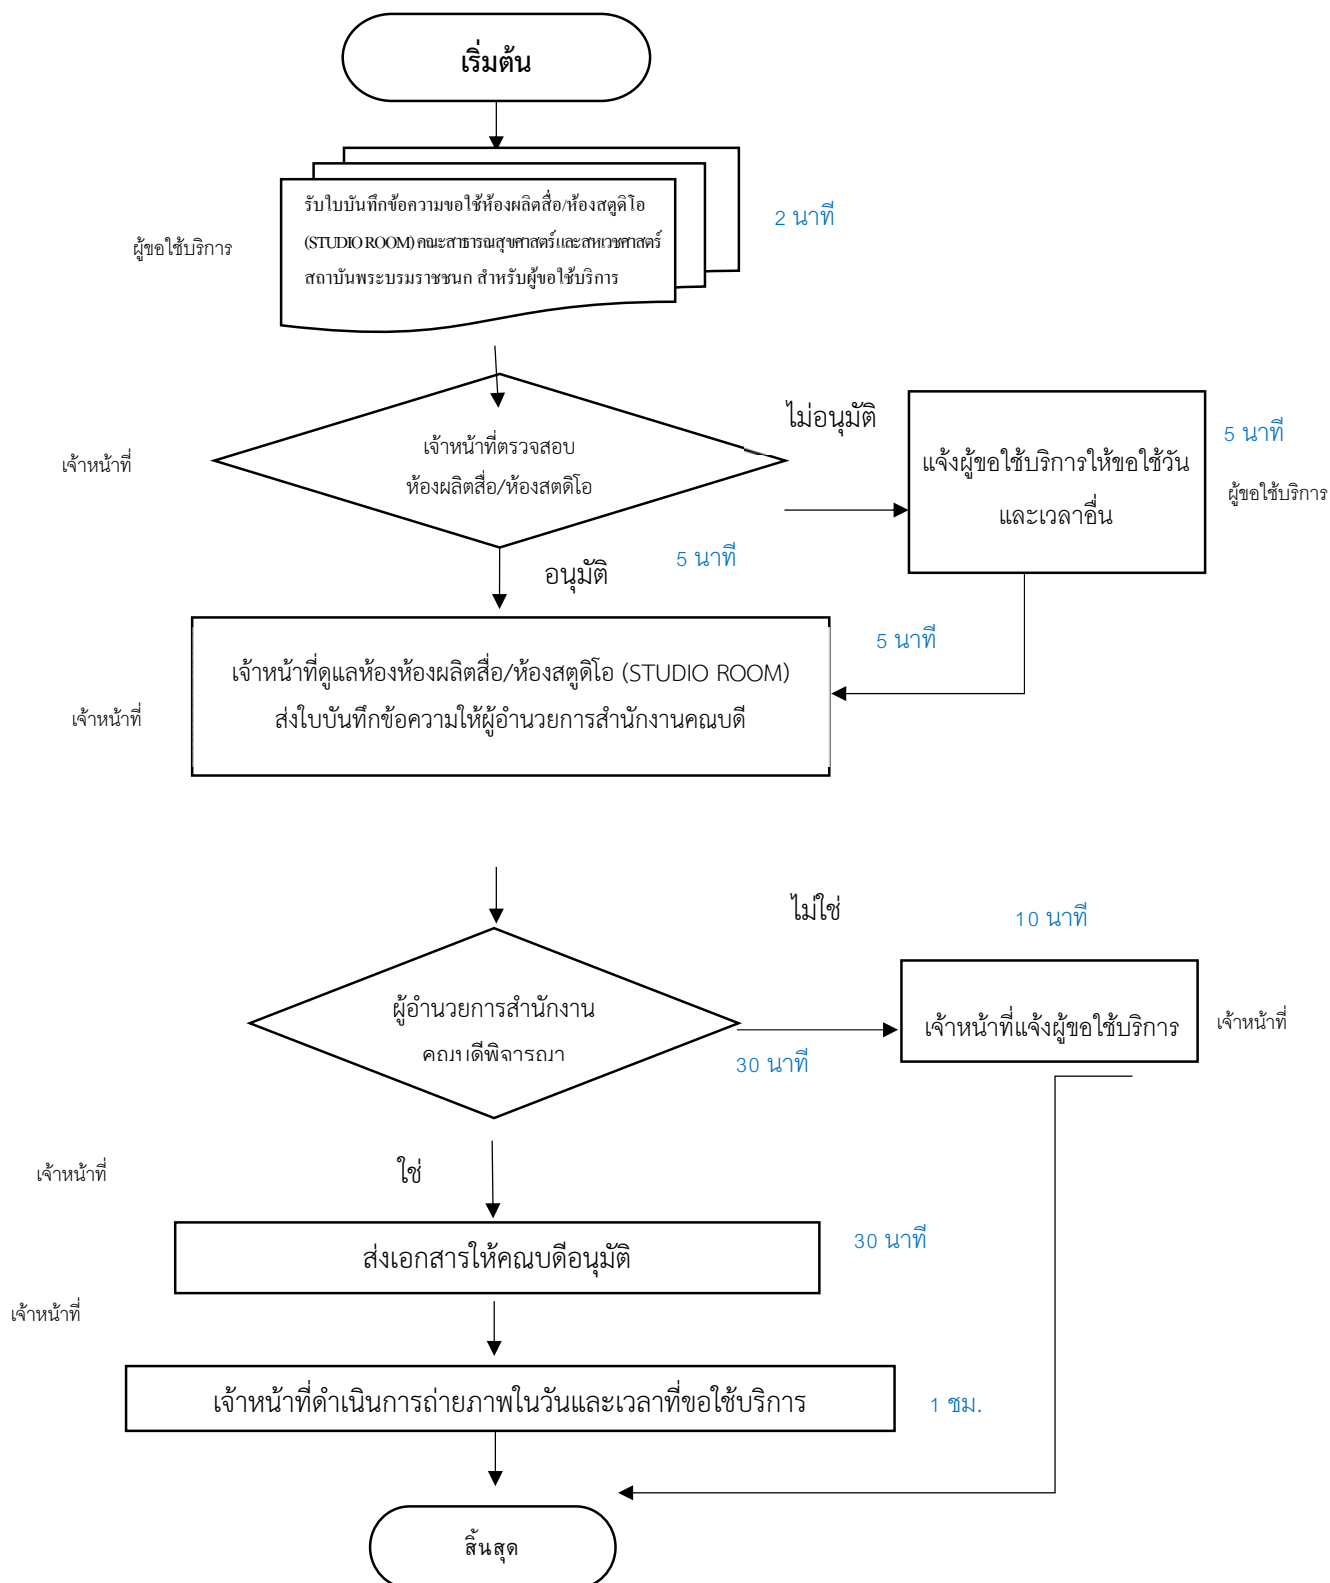 เริ่มต้น
รับใบบันทึกข้อความขอใช้ห้องผลิตสื่อ/ห้องสตูดิโอ
(STUDIO ROOM) คณะสาธารณสุขศาสตร์และสหเวชศาสตร์
สถาบันพระบรมราชชนก สำหรับผู้ขอใช้บริการ
2 นาที
ผู้ขอใช้บริการ
ไม่อนุมัติ
เจ้าหน้าที่ตรวจสอบ
ห้องผลิตสื่อ/ห้องสตดิโอ
เจ้าหน้าที่
แจ้งผู้ขอใช้บริการให้ขอใช้วัน
และเวลาอื่น
5 นาที
ผู้ขอใช้บริการ
5 นาที
อนุมัติ
5 นาที
เจ้าหน้าที่ดูแลห้องห้องผลิตสื่อ/ห้องสตูดิโอ (STUDIO ROOM)
ส่งใบบันทึกข้อความให้ผู้อำนวยการสำนักงานคณบดี
เจ้าหน้าที่
ไม่ใช่
10 นาที
ผู้อำนวยการสำนักงาน
คณบดีพิจารณา
30 นาที
เจ้าหน้าที่แจ้งผู้ขอใช้บริการ
เจ้าหน้าที่
เจ้าหน้าที่
ใช่
ส่งเอกสารให้คณบดีอนุมัติ
30 นาที
เจ้าหน้าที่
เจ้าหน้าที่ดำเนินการถ่ายภาพในวันและเวลาที่ขอใช้บริการ
1 ชม.
สิ้นสุด